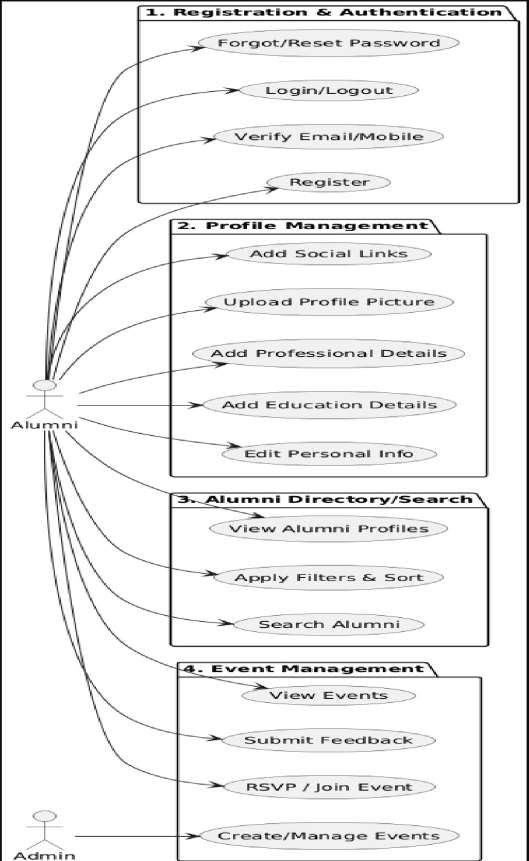 1. Registration & Authentication
Forgot/Reset Password
Login/Logout
Verify Email/Mobile
Register
2. Profile Management
Add Social Links
Upload Profile Picture
Add Professional Details
Add Education Details
Edit Personal Info
Alumni
3. Alumni Directory/Search
View Alumni Profiles
Apply Filters & Sort
Search Alumni
4. Event Management
View Events
Submit Feedback
RSVP / Join Event
Create/Manage Events
Admin